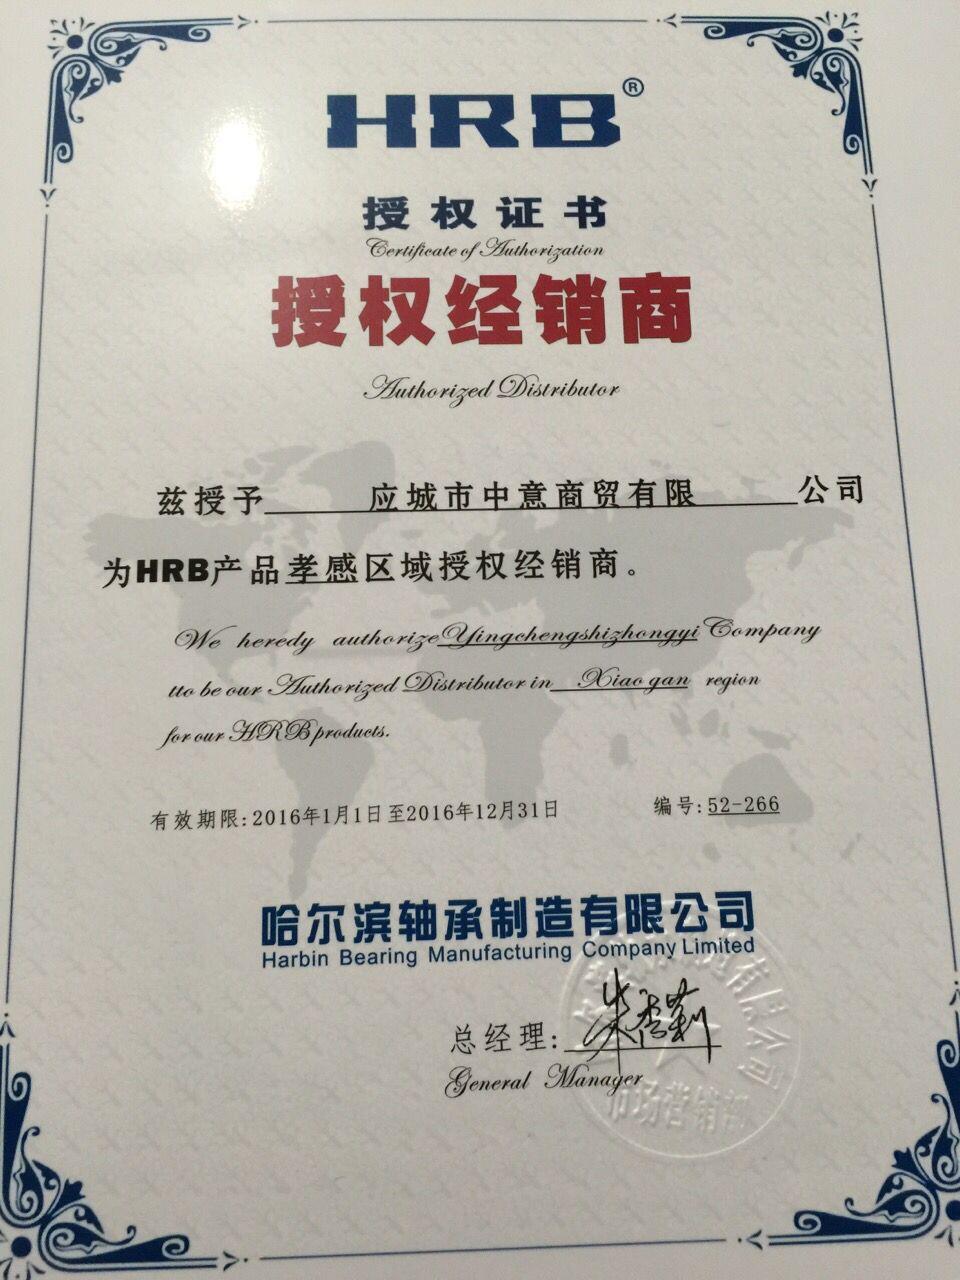 HRB®
授权证书
Certificate of Authorization
授权经销商
Authorized Distributor
兹授予 应城市中意商贸有限 公司
为HRB产品孝感区域授权经销商。
We heredy authorize Yingchengshizhongyi Company
tto be our Authorized Distributor in Xiao gan region
for our HRB products.
有效期限:2016年1月1日至2016年12月31日 编号:52-266
哈尔滨轴承制造有限公司
Harbin Bearing Manufacturing Company Limited
总经理:
General Manager
市场营销部